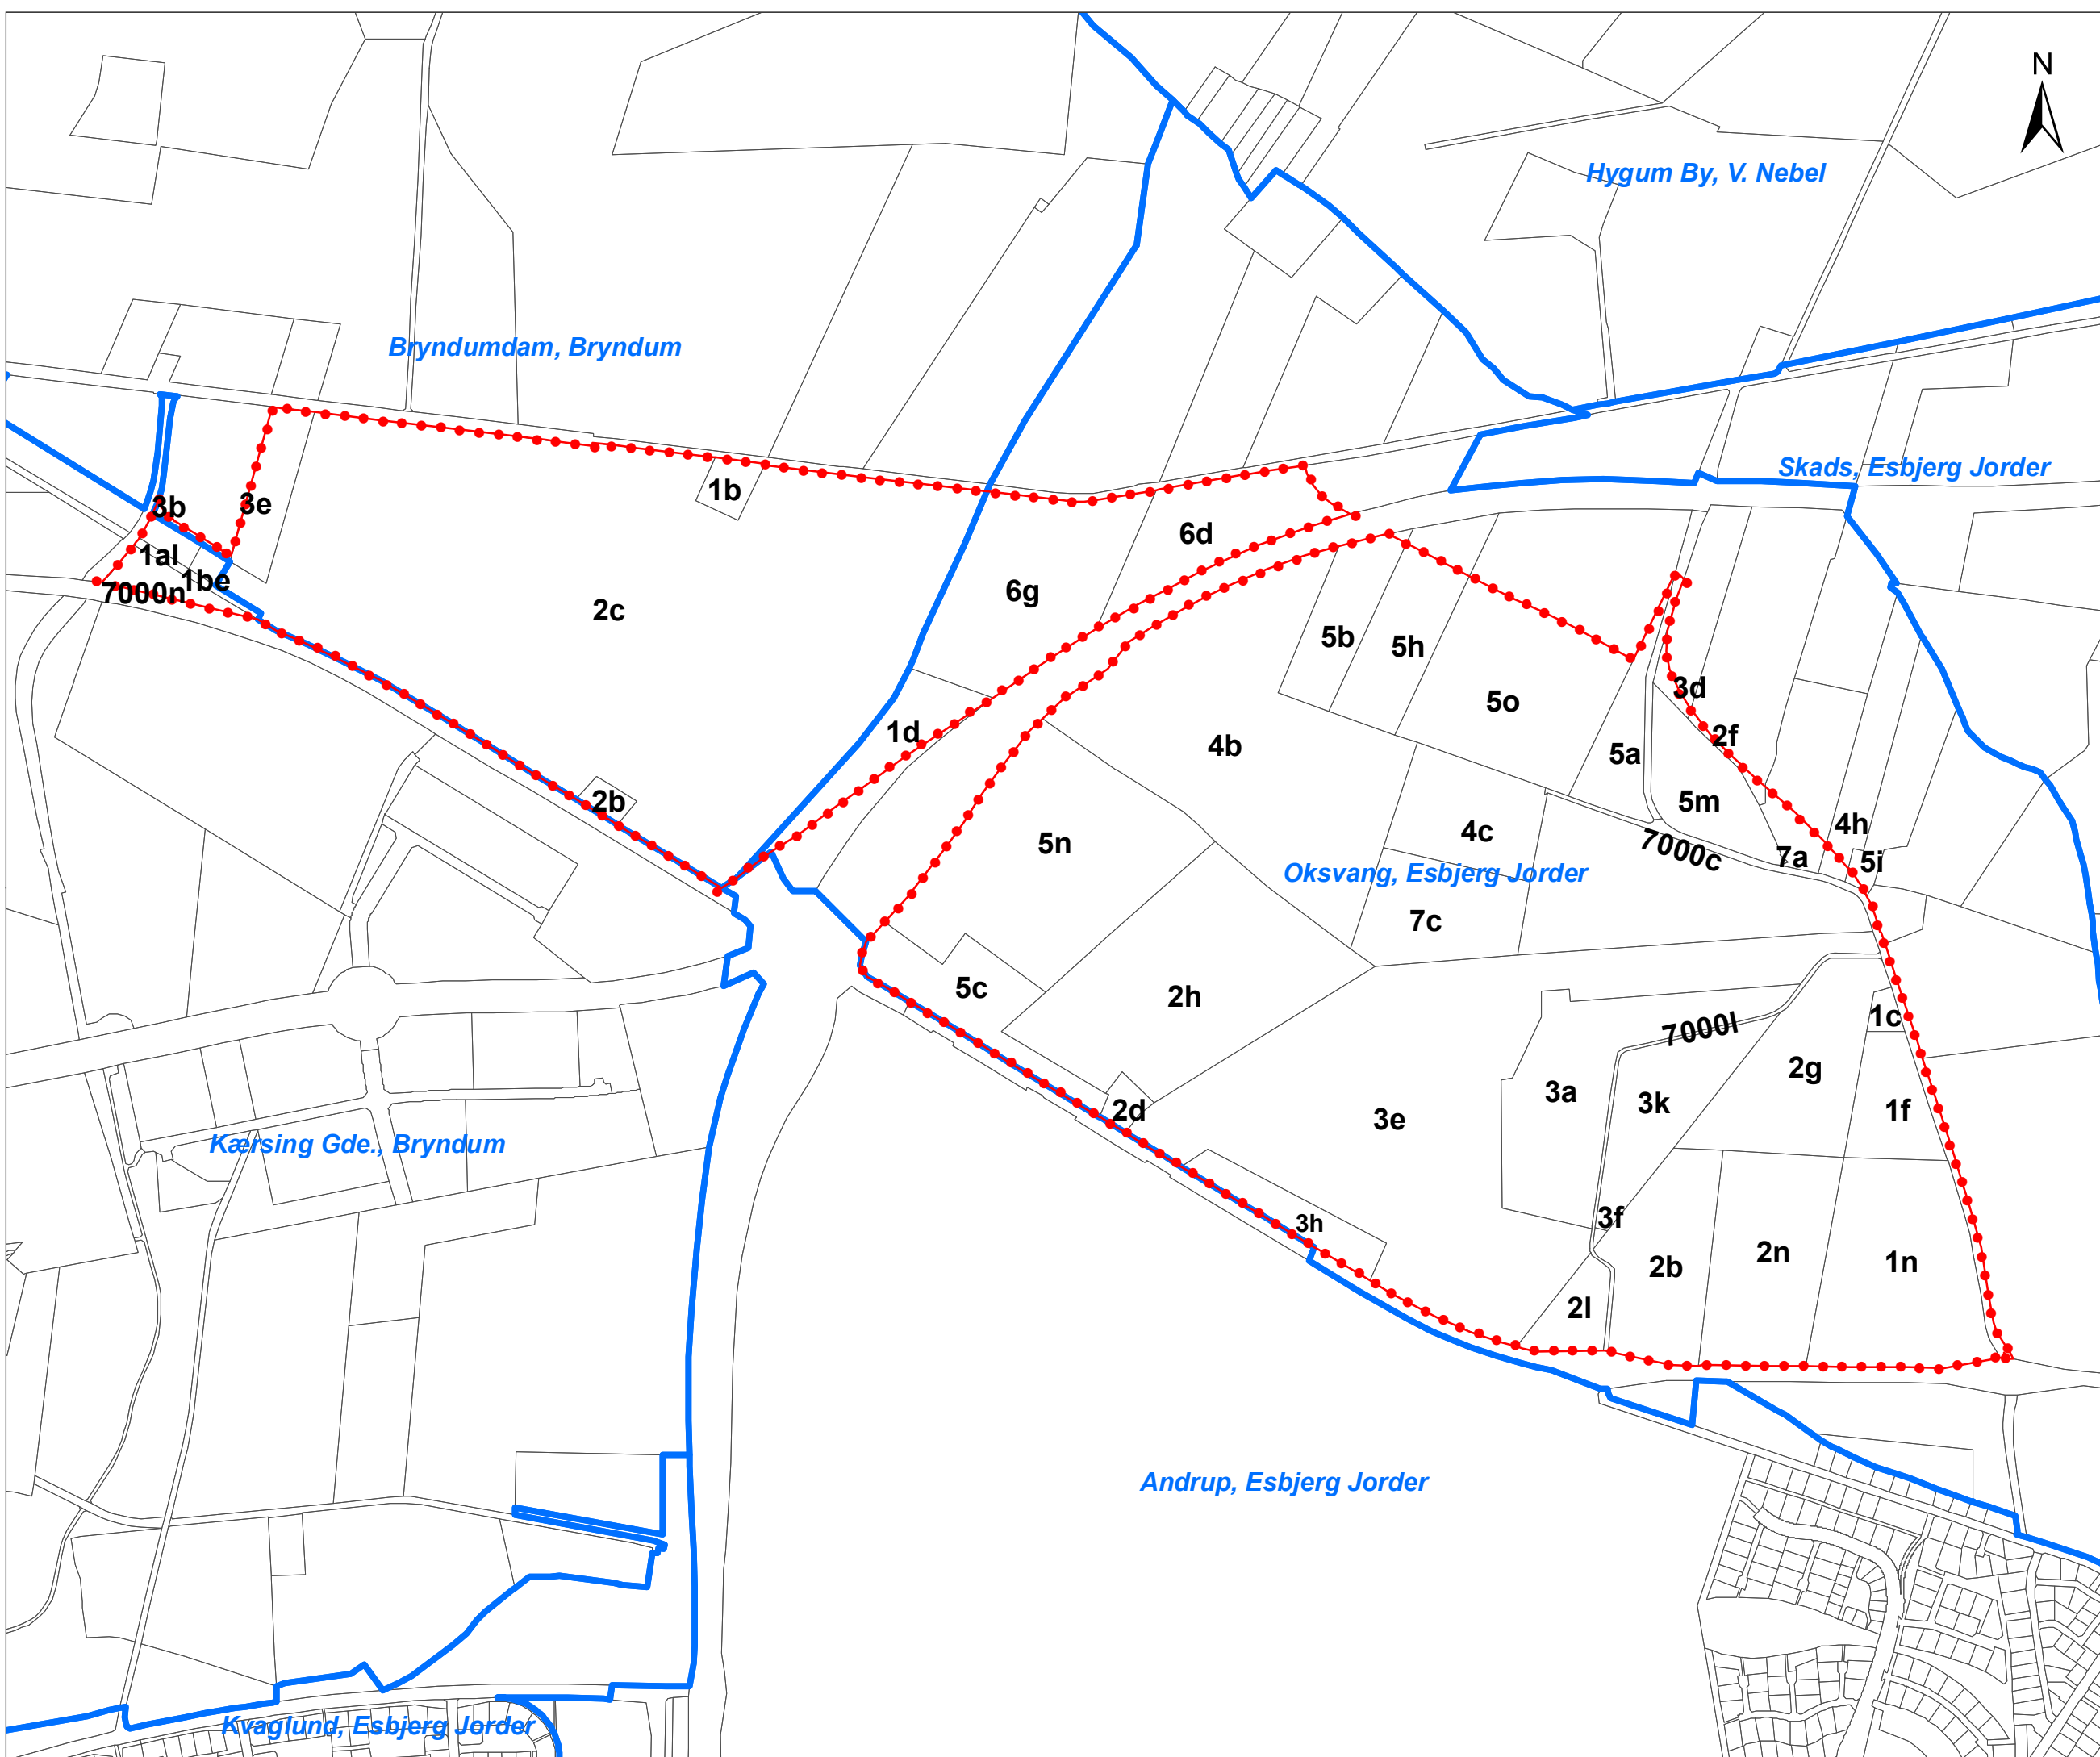 N
Hygum By, V. Nebel
Bryndumdam, Bryndum
Skads, Esbjerg Jorder
1b
3b
3e
6d
1al
1be
7000n
6g
2c
5b
5h
3d
5o
1d
2f
4b
5a
2b
5m
4h
4c
5n
7000c
7a
5i
Oksvang, Esbjerg Jorder
7c
5c
2h
1c
7000l
2g
3a
3k
2d
1f
3e
Kærsing Gde., Bryndum
3f
3h
2n
1n
2b
2l
Andrup, Esbjerg Jorder
Kvaglund, Esbjerg Jorder